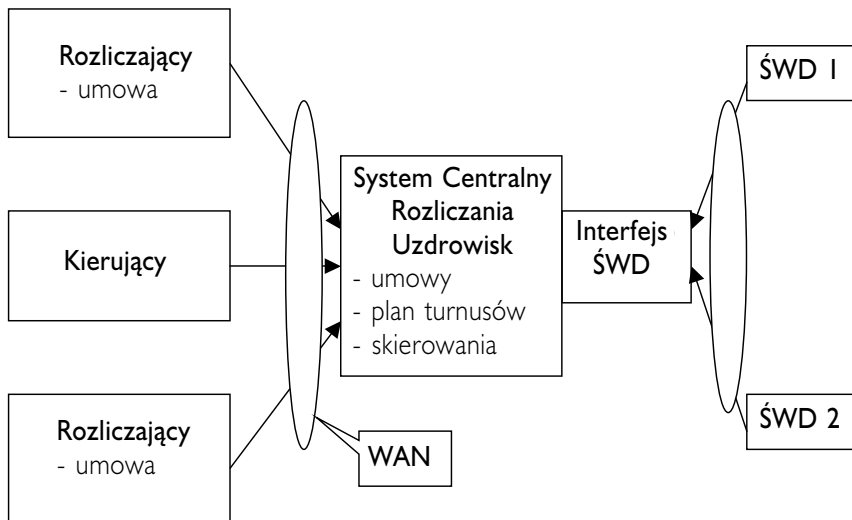 Rozliczający
- umowa
Kierujący
Rozliczający
- umowa
System Centralny
Rozliczania
Uzdrowisk
- umowy
- plan turnusów
- skierowania
Interfejs
ŚWD
WAN
ŚWD 1
ŚWD 2